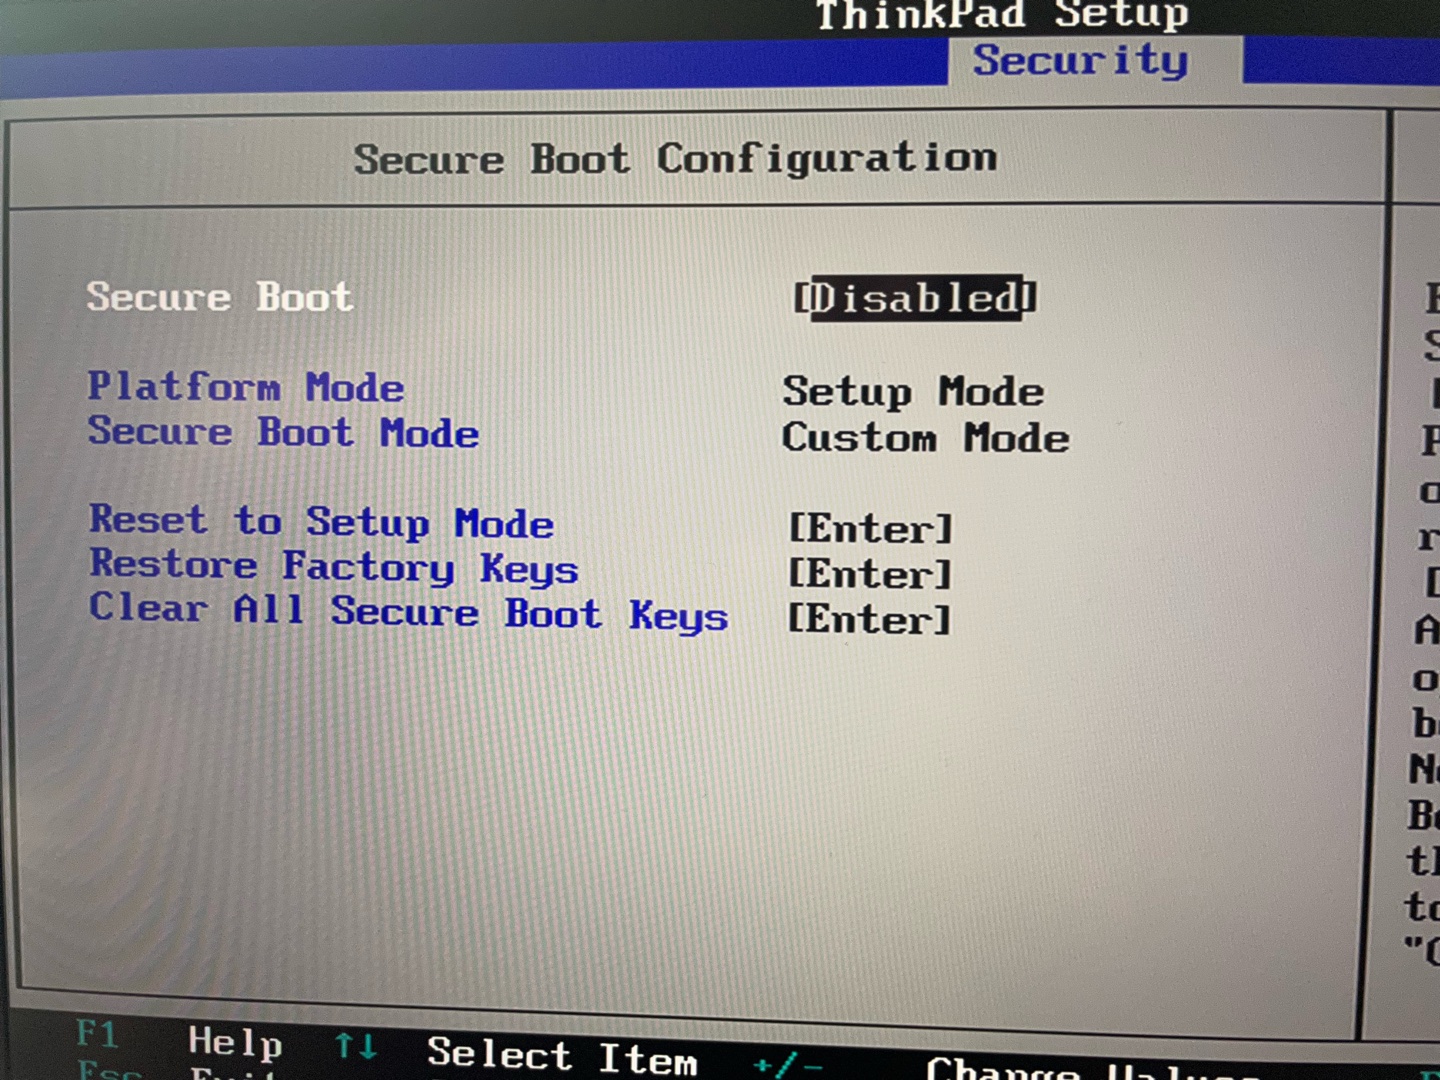 ThinkPad Setup
Security
Secure Boot Configuration
Secure Boot [Disabled]
Platform Mode Setup Mode
Secure Boot Mode Custom Mode
Reset to Setup Mode [Enter]
Restore Factory Keys [Enter]
Clear All Secure Boot Keys [Enter]
F1 Help ↑↓ Select Item +/- Change Values
Esc Exit